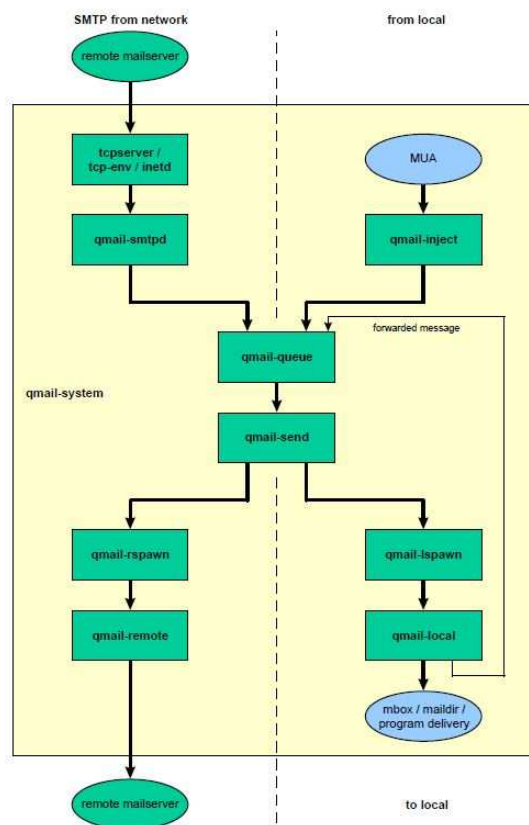 SMTP from network
from local
remote mailserver
tcpserver /
tcp-env / inetd
MUA
qmail-smtpd
qmail-inject
forwarded message
qmail-queue
qmail-system
qmail-send
qmail-rspawn
qmail-lspawn
qmail-remote
qmail-local
mbox / maildir /
program delivery
remote mailserver
to local